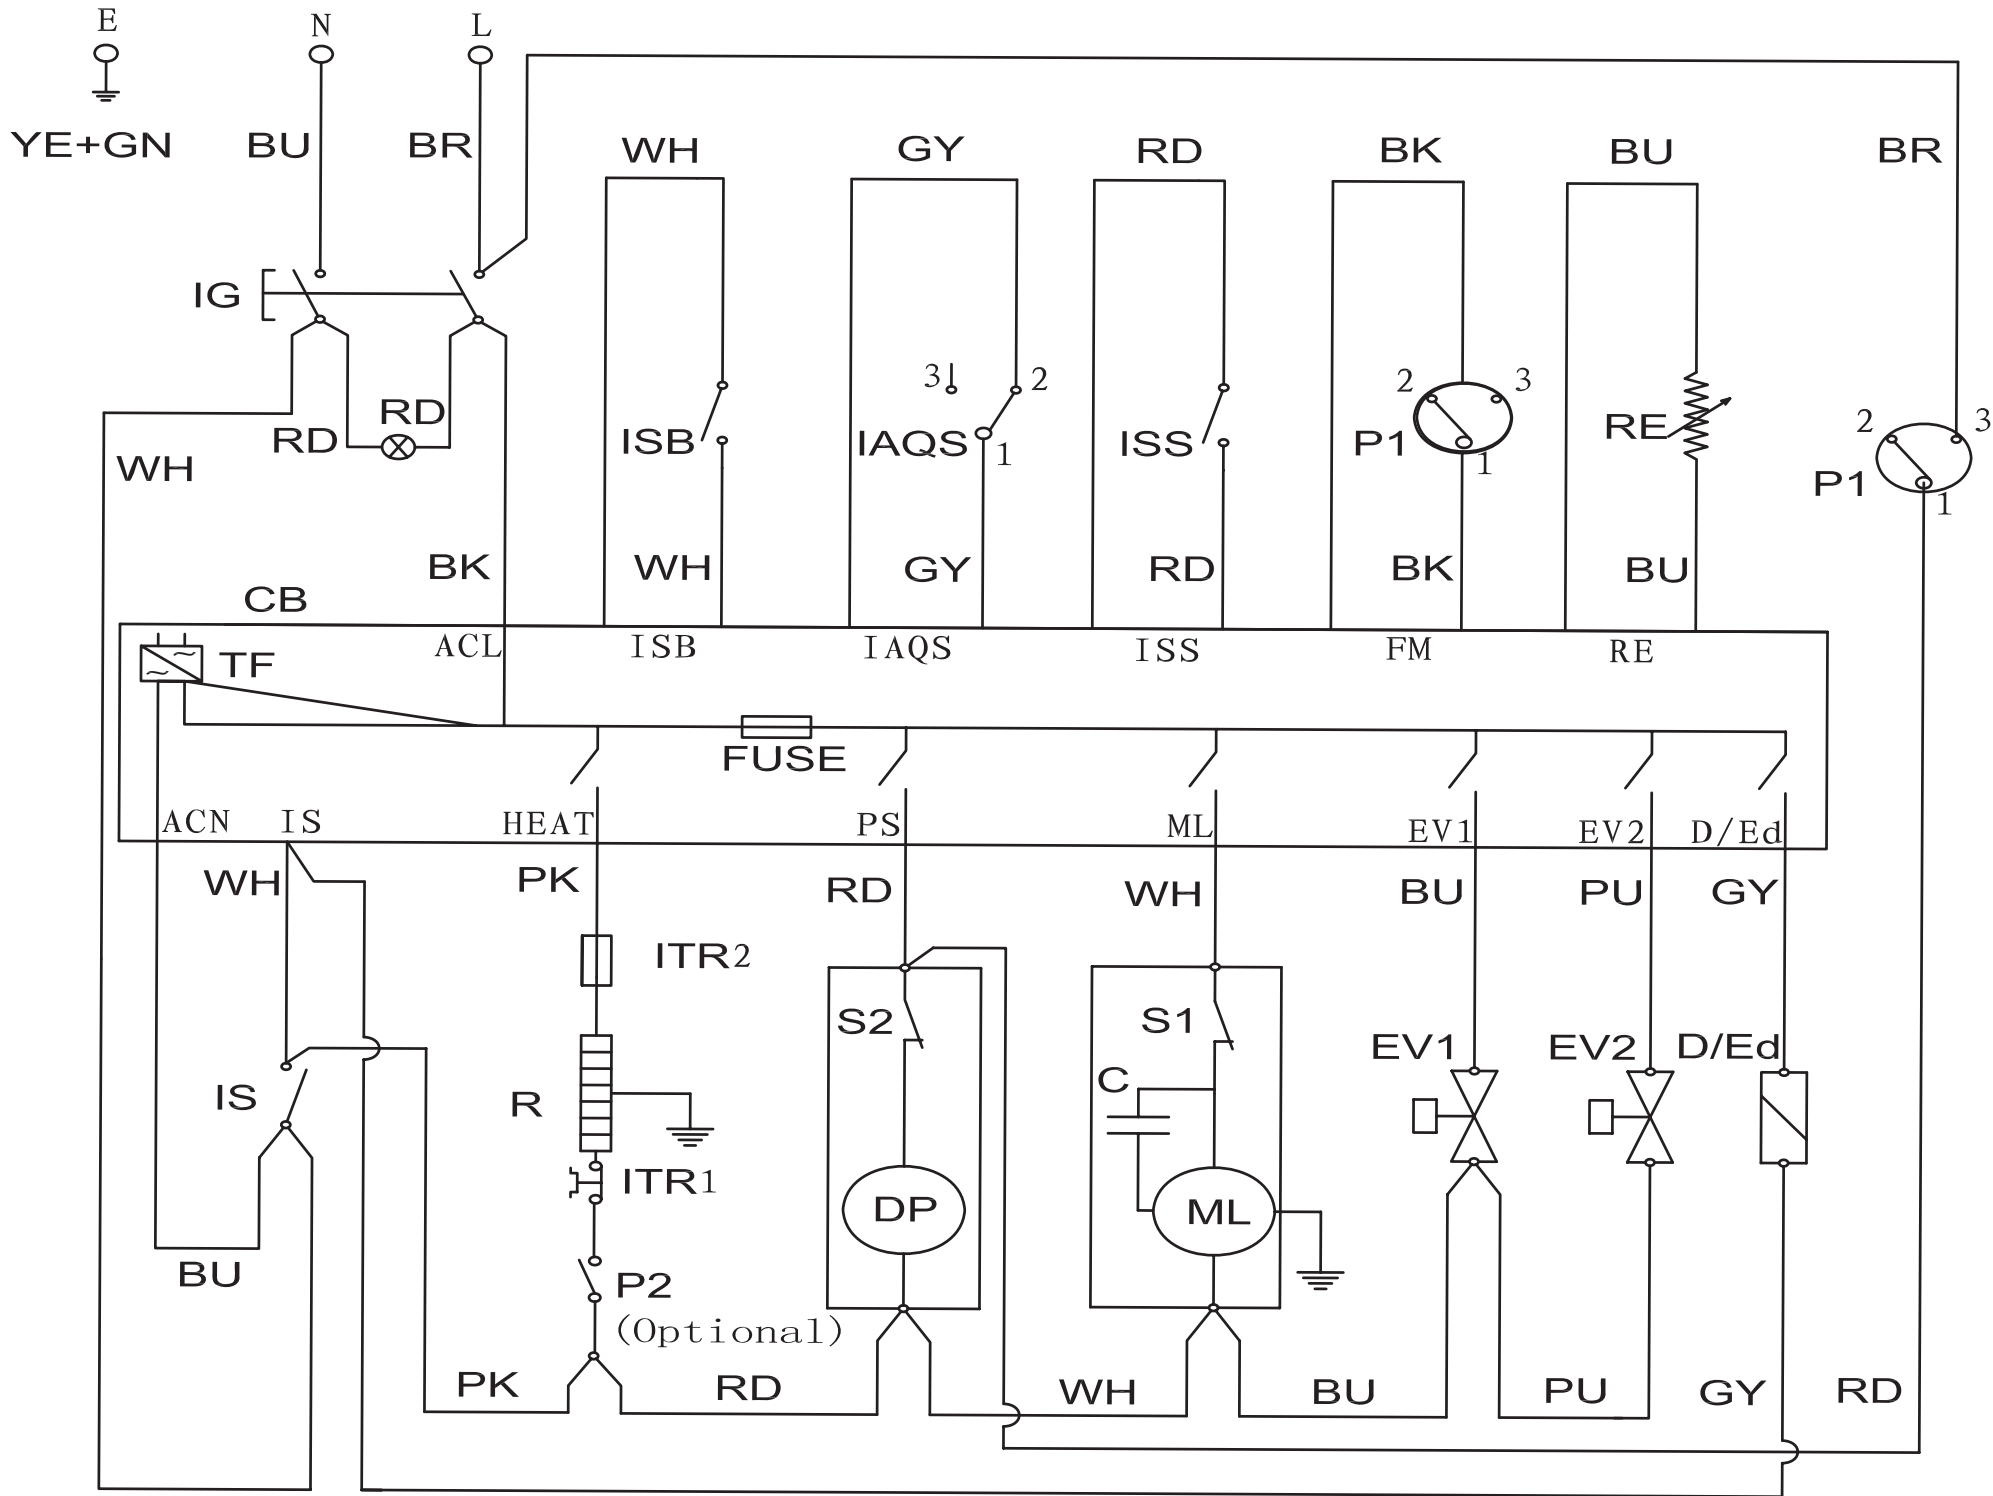 E N L
YE+GN BU BR WH GY RD BK BU BR
IG
3 2 2 3
RD RD ISB IAQS 1 ISS P1 1 RE 2 3
WH P1 1
BK WH GY RD BK BU
CB
TF ACL ISB IAQS ISS FM RE
FUSE
ACN IS HEAT PS ML EV1 EV2 D/Ed
WH PK RD WH BU PU GY
ITR2
S2 S1 EV1 EV2 D/Ed
IS R C
ITR1
DP ML
BU P2
(Optional)
PK RD WH BU PU GY RD